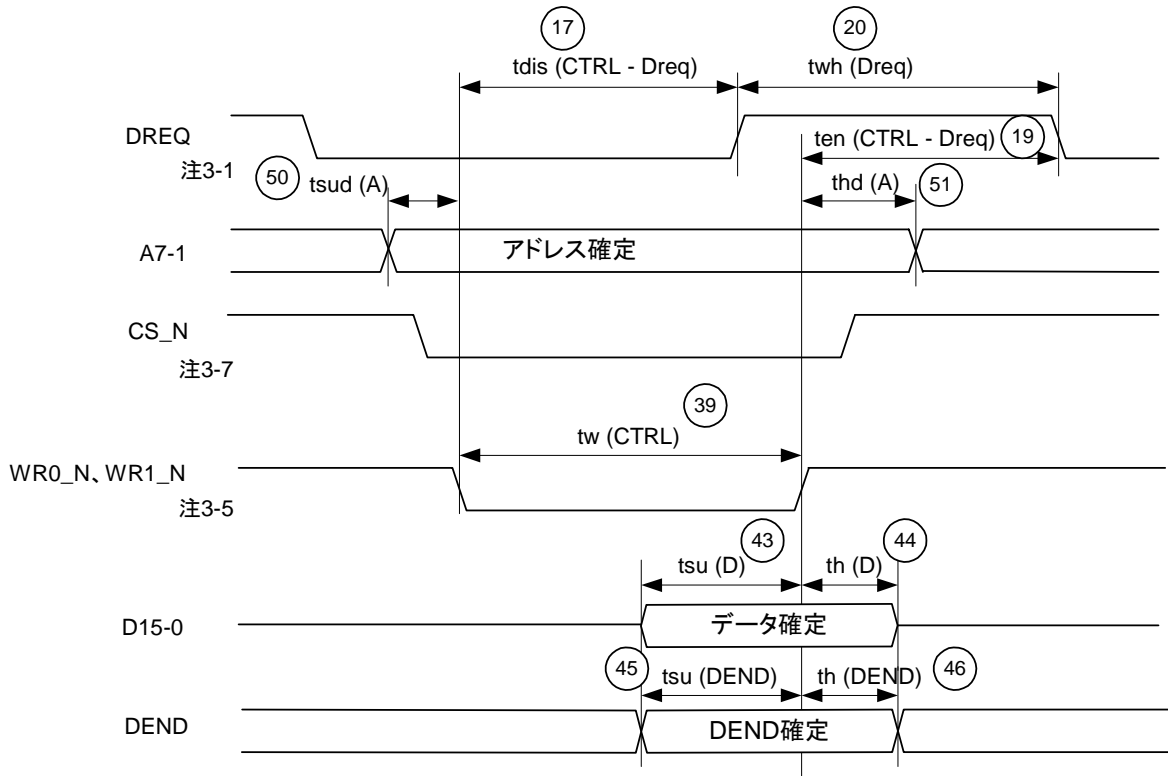 17
20
tdis (CTRL - Dreq)
twh (Dreq)
DREQ
ten (CTRL - Dreq)
19
注3-1
50
tsud (A)
thd (A)
51
A7-1
アドレス確定
CS_N
注3-7
39
tw (CTRL)
WR0_N、WR1_N
注3-5
43
44
tsu (D)
th (D)
D15-0
データ確定
45
tsu (DEND)
th (DEND)
46
DEND
DEND確定